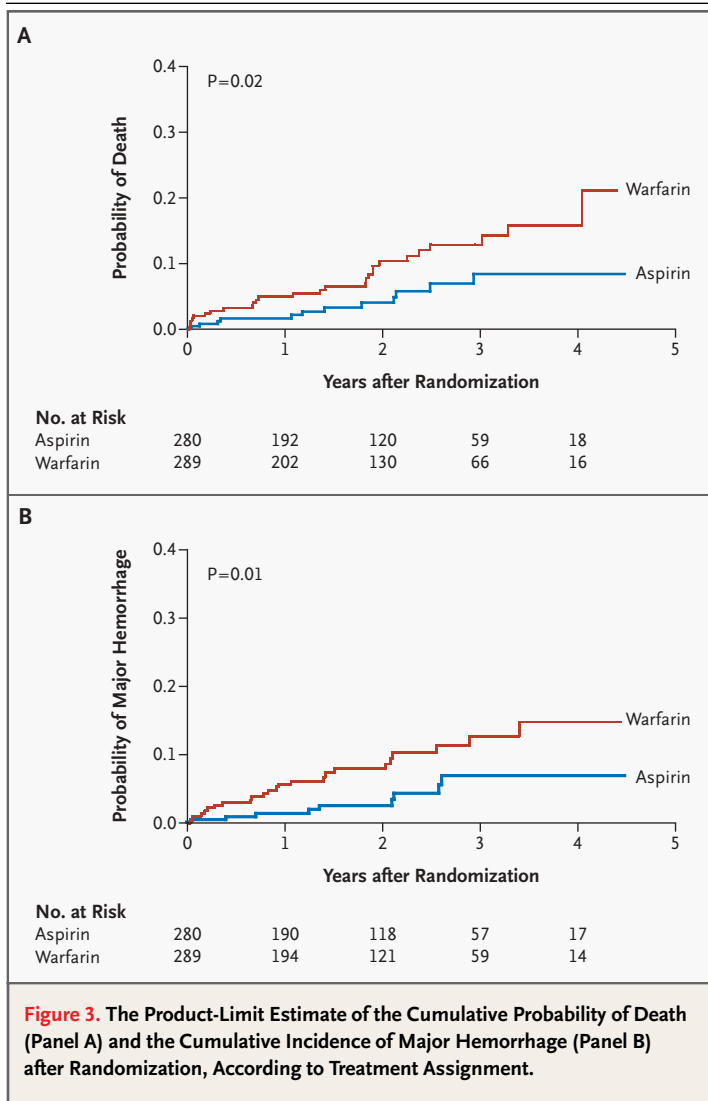 A
0.4
P=0.02
0.3
0.2
0.1
0.0
Probability of Death
Warfarin
Aspirin
0 1 2 3 4 5
Years after Randomization
No. at Risk
Aspirin 280 192 120 59 18
Warfarin 289 202 130 66 16
B
0.4
P=0.01
0.3
0.2
0.1
0.0
Probability of Major Hemorrhage
Warfarin
Aspirin
0 1 2 3 4 5
Years after Randomization
No. at Risk
Aspirin 280 190 118 57 17
Warfarin 289 194 121 59 14
Figure 3. The Product-Limit Estimate of the Cumulative Probability of Death
(Panel A) and the Cumulative Incidence of Major Hemorrhage (Panel B)
after Randomization, According to Treatment Assignment.